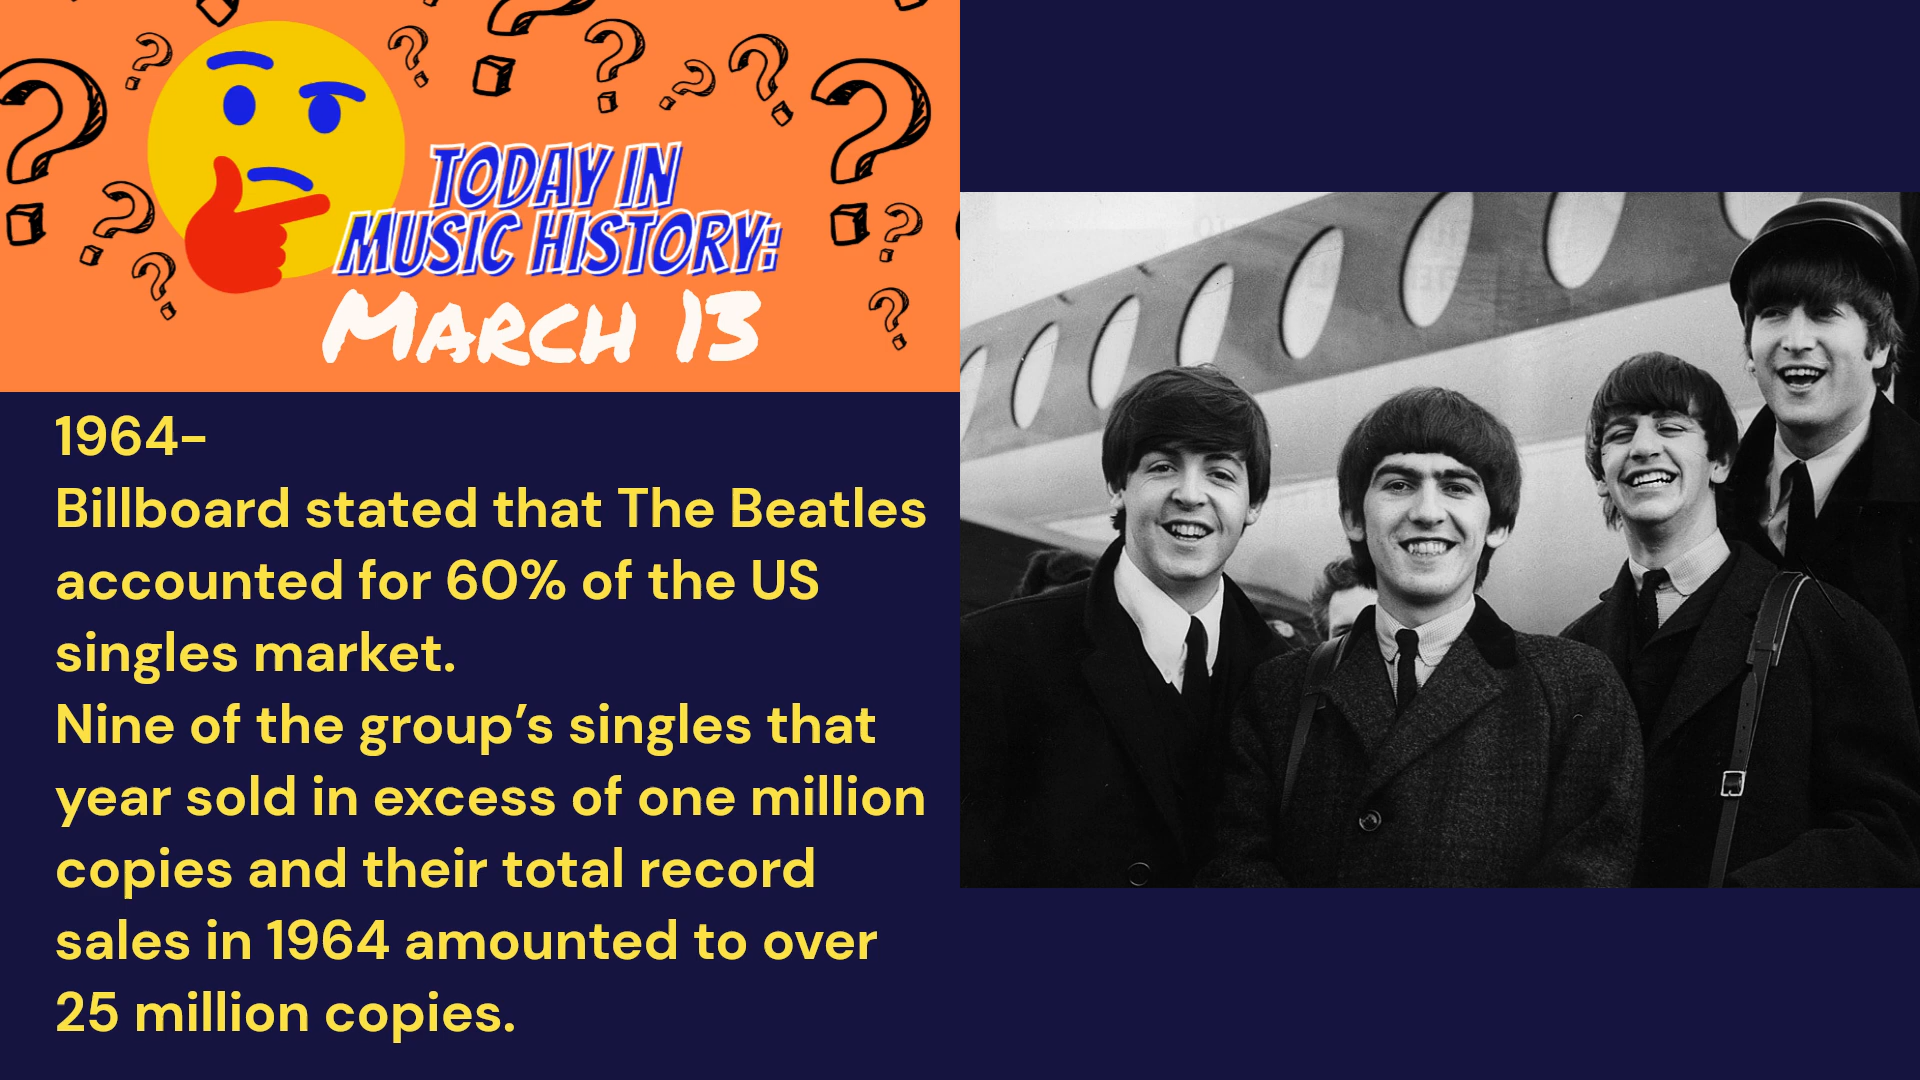 TODAY IN
MUSIC HISTORY:
MARCH 13
1964–
Billboard stated that The Beatles
accounted for 60% of the US
singles market.
Nine of the group’s singles that
year sold in excess of one million
copies and their total record
sales in 1964 amounted to over
25 million copies.